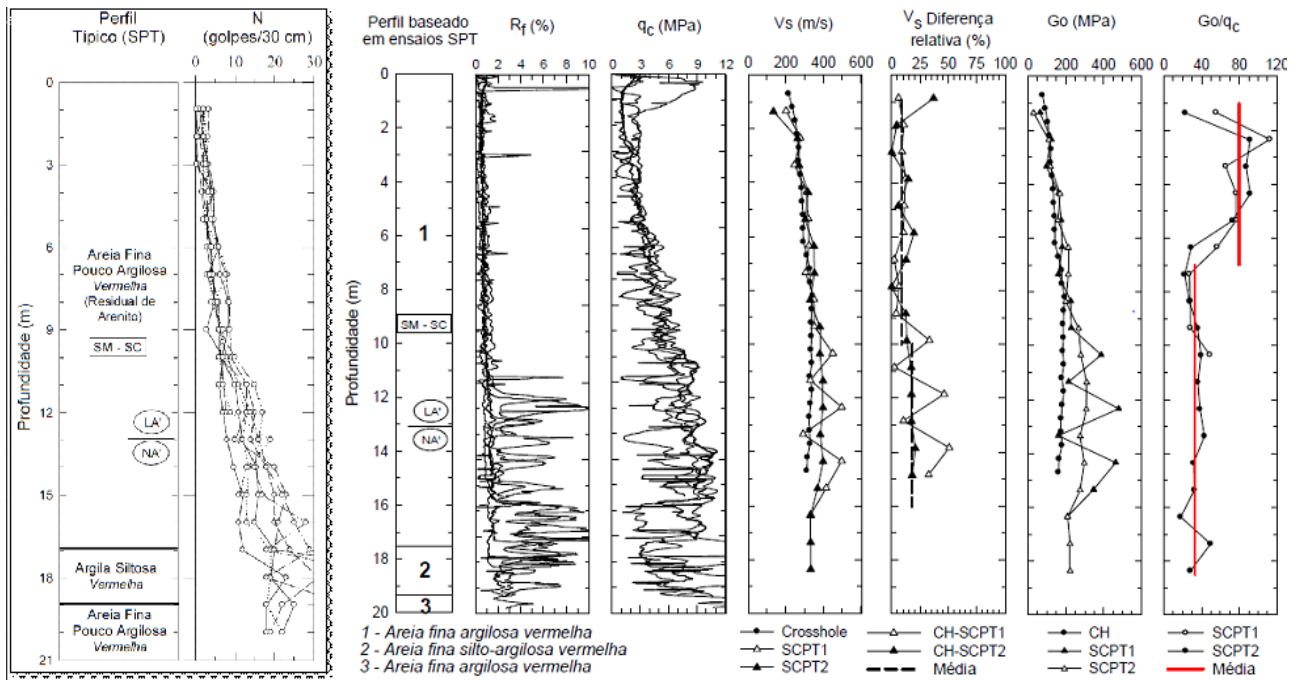 Perfil
Típico (SPT)
N
(golpes/30 cm)
0 10 20 30
Profundidade (m)
0
3
6
9
12
15
18
21
Areia Fina
Pouco Argilosa
Vermelha
(Residual de
Arenito)
SM - SC
LA'
NA'
Argila Siltosa
Vermelha
Areia Fina
Pouco Argilosa
Vermelha
Perfil baseado
em ensaios SPT
Profundidade (m)
0
2
4
6
8
10
12
14
16
18
20
1
SM - SC
LA'
NA'
2
3
Rf (%)
0 2 4 6 8 10
qc (MPa)
0 3 6 9 12
Vs (m/s)
0 200 400 600
Vs Diferença
relativa (%)
0 25 50 75 100
Go (MPa)
0 200 400 600
Go/qc
0 40 80 120
1 - Areia fina argilosa vermelha
2 - Areia fina silto-argilosa vermelha
3 - Areia fina argilosa vermelha
Crosshole
SCPT1
SCPT2
CH-SCPT1
CH-SCPT2
Média
CH
SCPT1
SCPT2
SCPT1
SCPT2
Média